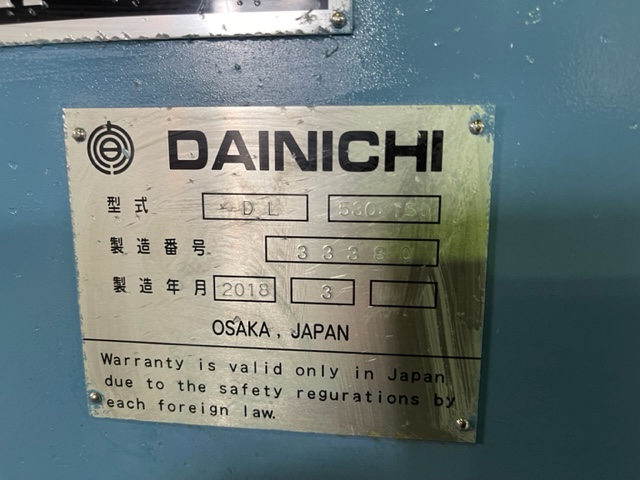 DAINICHI
型式 DL
製造番号
製造年月 2018 3
OSAKA, JAPAN
Warranty is valid only in Japan
due to the safety regurations by
each foreign law.